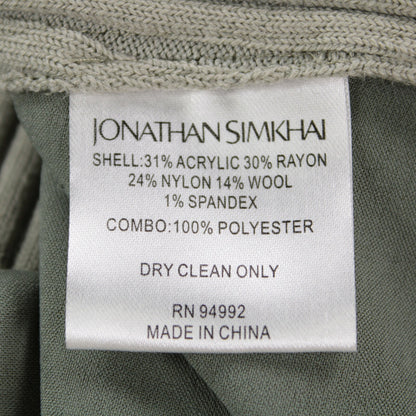 JONATHAN SIMKHAI
SHELL:31% ACRYLIC 30% RAYON
24% NYLON 14% WOOL
1% SPANDEX
COMBO:100% POLYESTER
DRY CLEAN ONLY
RN 94992
MADE IN CHINA